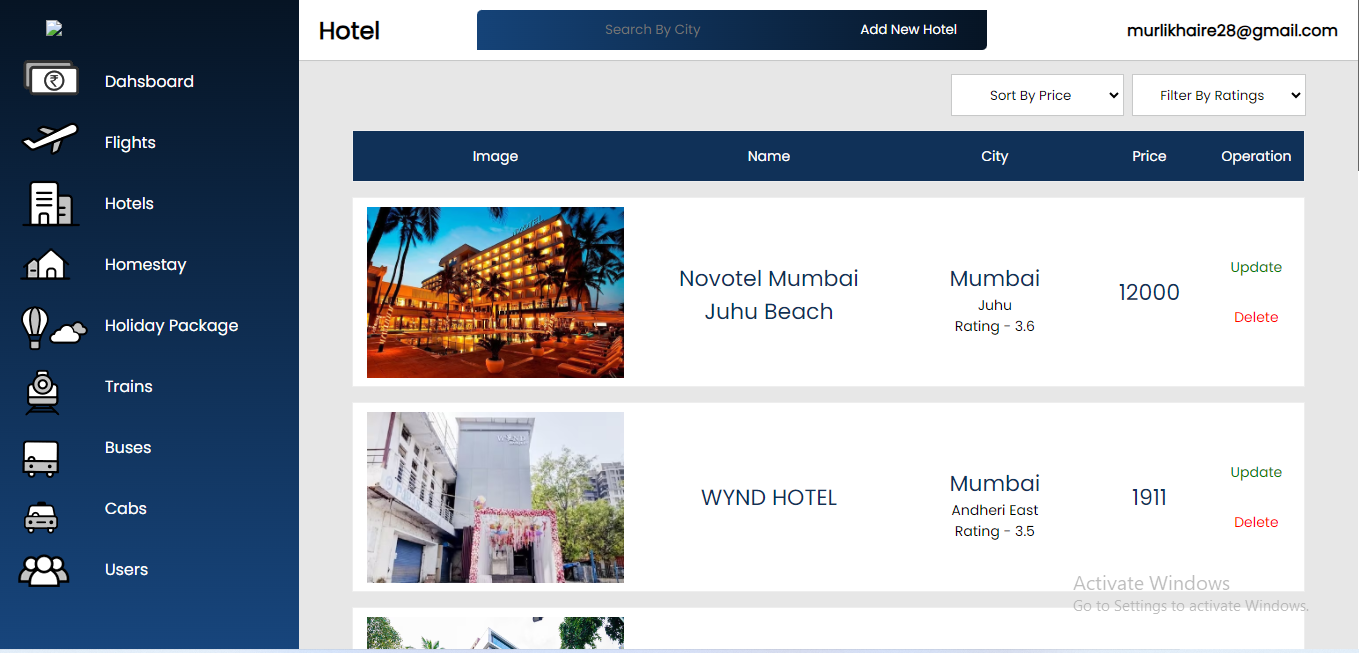 Hotel
Search By City
Add New Hotel
murlikhaire28@gmail.com
Dahsboard
Flights
Hotels
Homestay
Holiday Package
Trains
Buses
Cabs
Users
Sort By Price
Filter By Ratings
Image Name City Price Operation
Novotel Mumbai
Juhu Beach
Mumbai
Juhu
Rating - 3.6
12000
Update
Delete
WYND
WYND HOTEL
Mumbai
Andheri East
Rating - 3.5
1911
Update
Delete
Activate Windows
Go to Settings to activate Windows.